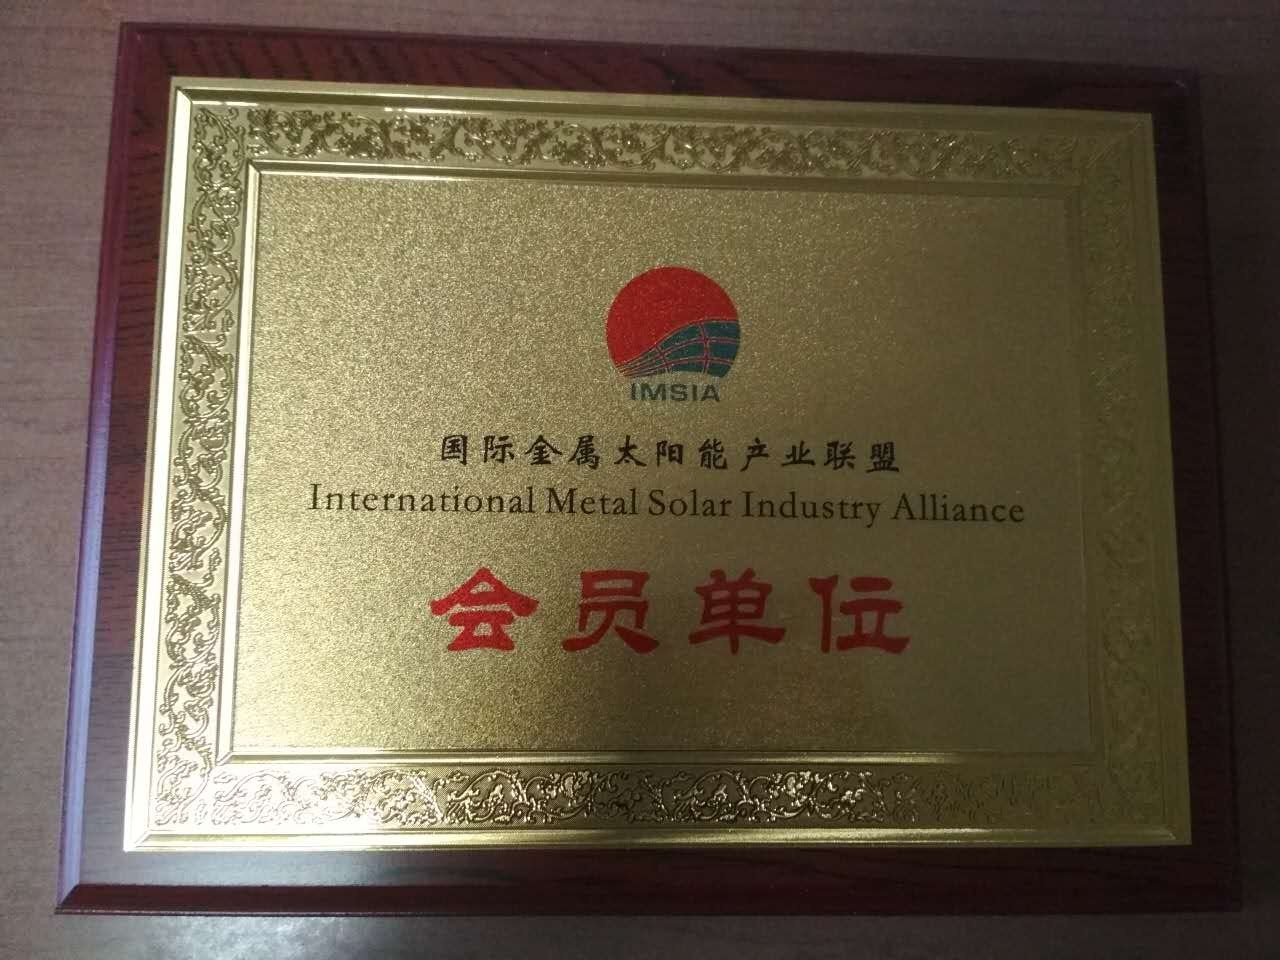 IMSIA
国际金属太阳能产业联盟
International Metal Solar Industry Alliance
会员单位